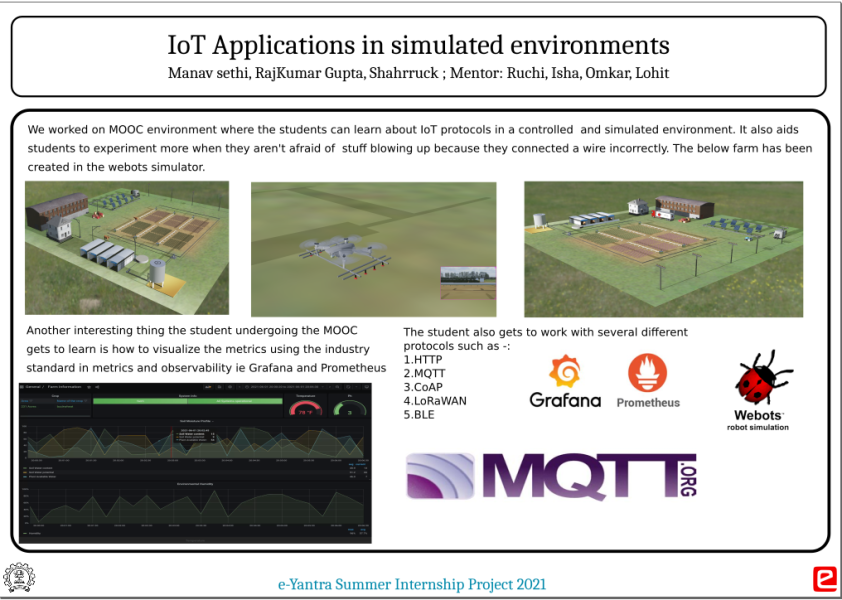 IoT Applications in simulated environments
Manav sethi, RajKumar Gupta, Shahrruck ; Mentor: Ruchi, Isha, Omkar, Lohit
We worked on MOOC environment where the students can learn about IoT protocols in a controlled and simulated environment. It also aids
students to experiment more when they aren't afraid of stuff blowing up because they connected a wire incorrectly. The below farm has been
created in the webots simulator.
Another interesting thing the student undergoing the MOOC
gets to learn is how to visualize the metrics using the industry
standard in metrics and observability ie Grafana and Prometheus
The student also gets to work with several different
protocols such as -:
1.HTTP
2.MQTT
3.CoAP
4.LoRaWAN
5.BLE
Grafana
Prometheus
Webots
robot simulation
MQTT.ORG
e-Yantra Summer Internship Project 2021